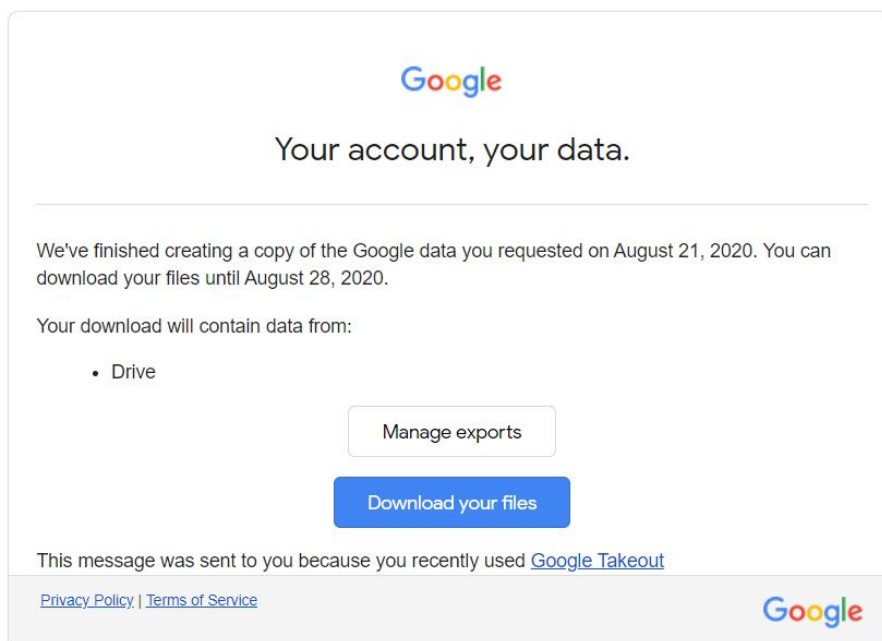 Google
Your account, your data.
We've finished creating a copy of the Google data you requested on August 21, 2020. You can
download your files until August 28, 2020.
Your download will contain data from:
• Drive
Manage exports
Download your files
This message was sent to you because you recently used Google Takeout
Privacy Policy | Terms of Service
Google